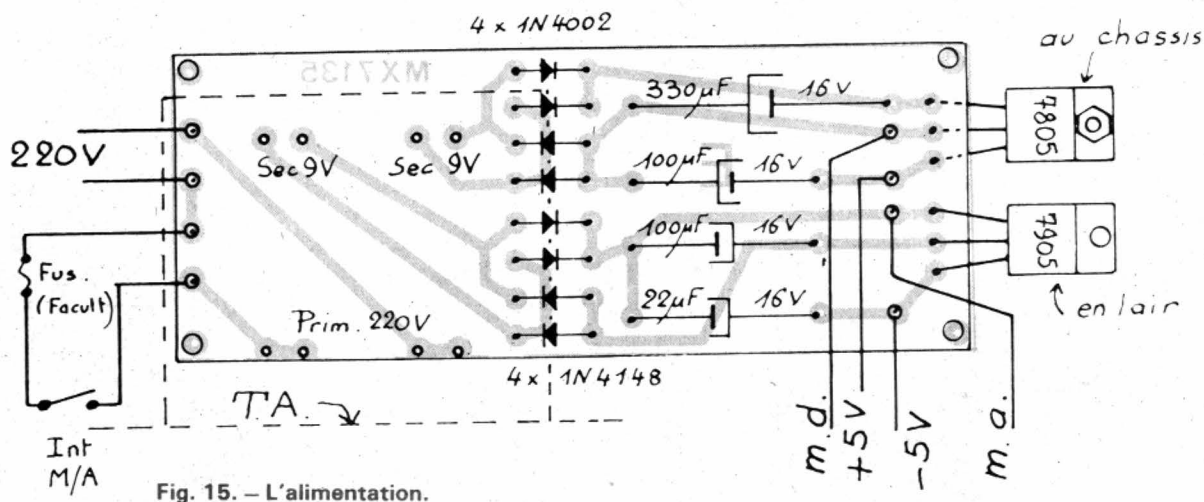 4 x 1N4002
au chassis
MX7135
330µF 16V
7805
220V
Sec 9V
Sec 9V
100µF 16V
100µF 16V
7905
Fus.
(Facult)
en l'air
Prim. 220V
22µF 16V
4 x 1N4148
T.A.
Int
M/A
m.d.
+5V
-5V
m.a.
Fig. 15. – L'alimentation.